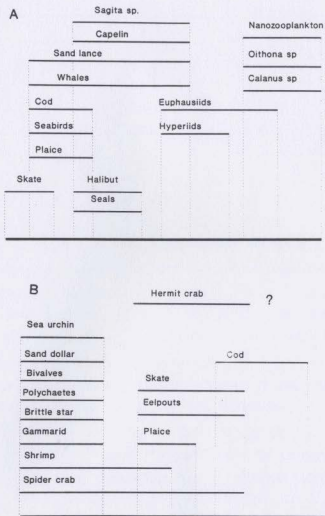 A
Sagita sp.
Nanozooplankton
Capelin
Sand lance
Oithona sp
Whales
Calanus sp
Cod
Euphausiids
Seabirds
Hyperiids
Plaice
Skate
Halibut
Seals
B
Hermit crab
?
Sea urchin
Sand dollar
Cod
Bivalves
Skate
Polychaetes
Eelpouts
Brittle star
Gammarid
Plaice
Shrimp
Spider crab